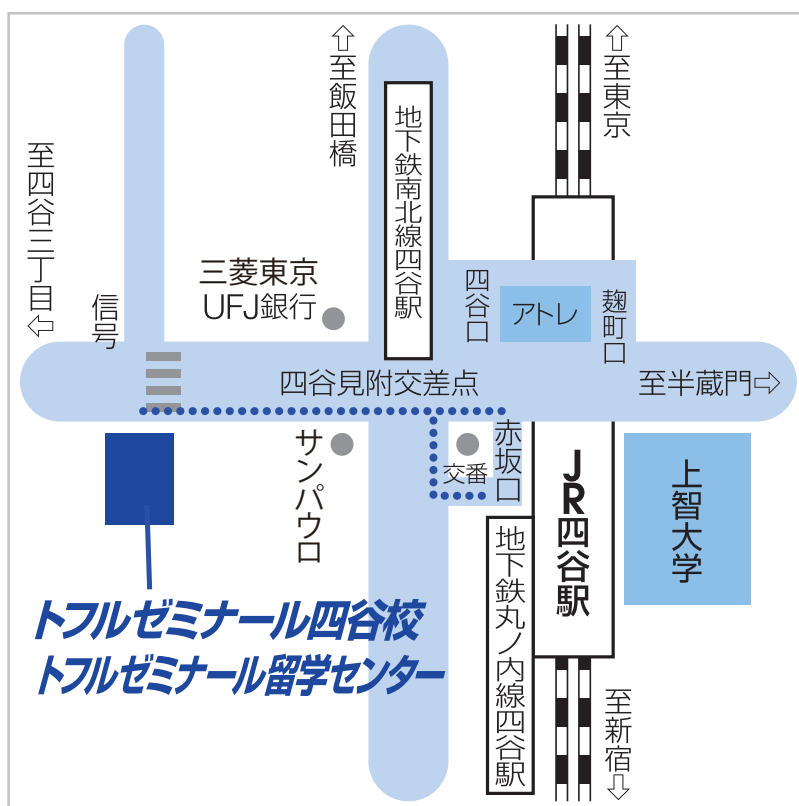 至飯田橋
至東京
至四谷三丁目
信号
三菱東京
UFJ銀行
地下鉄南北線四谷駅
四谷口
アトレ
麹町口
四谷見附交差点
至半蔵門
サンパウロ
交番
赤坂口
JR四谷駅
上智大学
地下鉄丸ノ内線四谷駅
トフルゼミナール四谷校
トフルゼミナール留学センター
至新宿